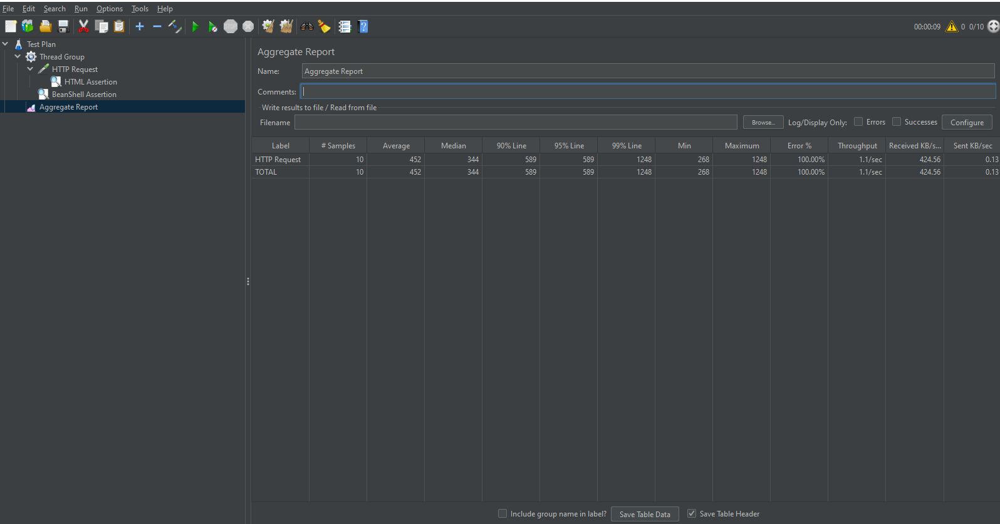 File Edit Search Run Options Tools Help
00:00:09 0 0/10
Test Plan
Thread Group
HTTP Request
HTML Assertion
BeanShell Assertion
Aggregate Report
Aggregate Report
Name: Aggregate Report
Comments:
Write results to file / Read from file
Filename Browse... Log/Display Only: Errors Successes Configure
Label # Samples Average Median 90% Line 95% Line 99% Line Min Maximum Error % Throughput Received KB/s... Sent KB/sec
HTTP Request 10 452 344 589 589 1248 268 1248 100.00% 1.1/sec 424.56 0.13
TOTAL 10 452 344 589 589 1248 268 1248 100.00% 1.1/sec 424.56 0.13
Include group name in label? Save Table Data Save Table Header